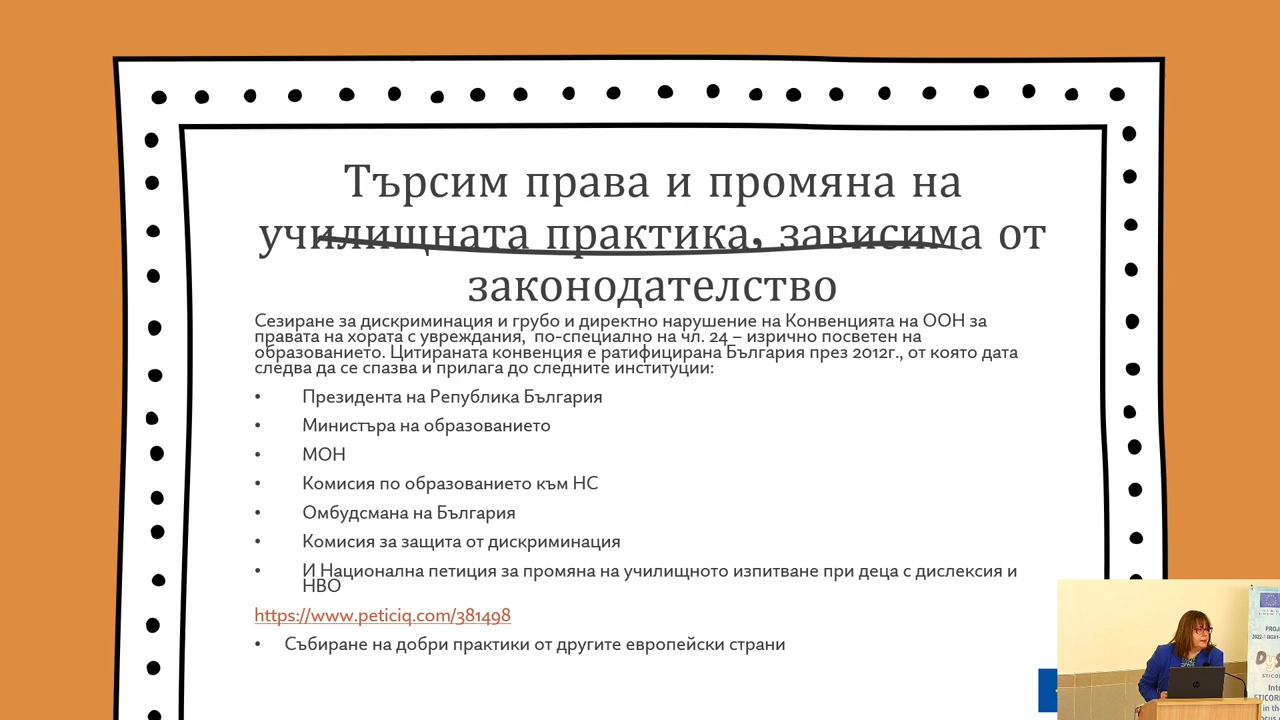 Търсим права и промяна на
училищната практика, зависима от
законодателство
Сезиране за дискриминация и грубо и директно нарушение на Конвенцията на ООН за
правата на хората с увреждания, по-специално на чл. 24 – изрично посветен на
образованието. Цитираната конвенция е ратифицирана България през 2012г., от която дата
следва да се спазва и прилага до следните институции:
• Президента на Република България
• Министъра на образованието
• МОН
• Комисия по образованието към НС
• Омбудсмана на България
• Комисия за защита от дискриминация
• И Национална петиция за промяна на училищното изпитване при деца с дислексия и
НВО
https://www.peticiq.com/381498
• Събиране на добри практики от другите европейски страни